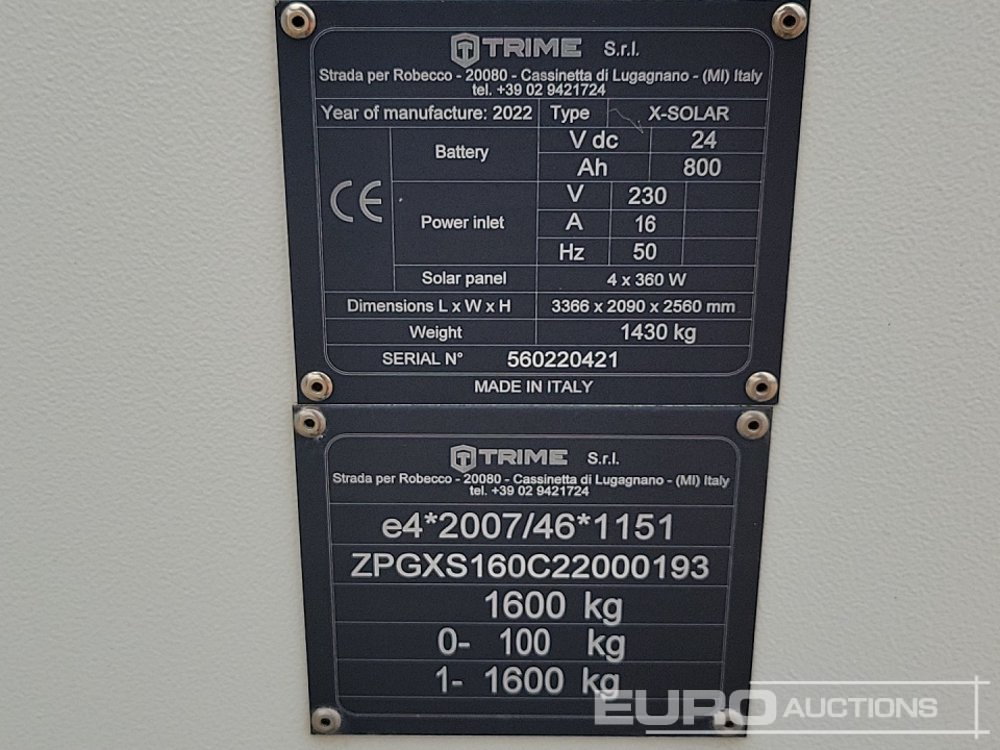 TRIME S.r.l.
Strada per Robecco - 20080 - Cassinetta di Lugagnano - (MI) Italy
tel. +39 02 9421724
Year of manufacture: 2022 Type X-SOLAR
CE
Battery V dc 24
Ah 800
Power inlet V 230
A 16
Hz 50
Solar panel 4 x 360 W
Dimensions L x W x H 3366 x 2090 x 2560 mm
Weight 1430 kg
SERIAL N° 560220421
MADE IN ITALY
TRIME S.r.l.
Strada per Robecco - 20080 - Cassinetta di Lugagnano - (MI) Italy
tel. +39 02 9421724
e4*2007/46*1151
ZPGXS160C22000193
1600 kg
0- 100 kg
1- 1600 kg
EURO AUCTIONS